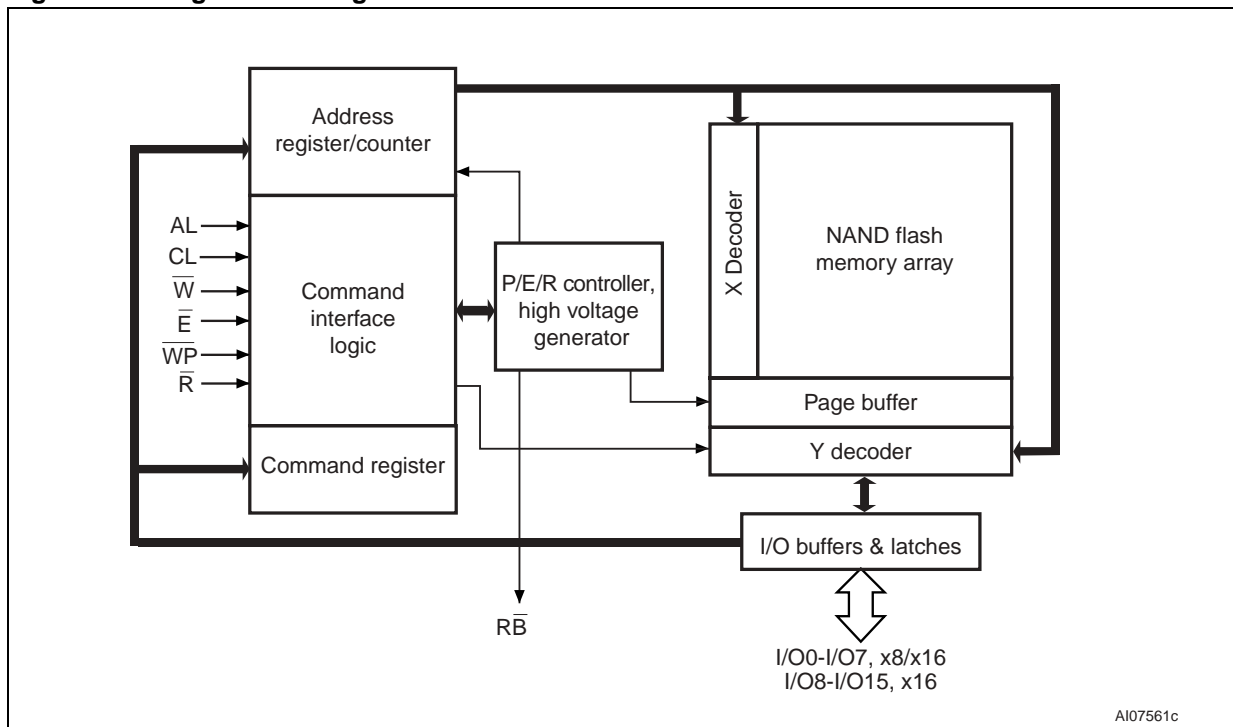 Address
register/counter
AL
CL
W̅
E̅
W̅P̅
R̅
Command
interface
logic
Command register
P/E/R controller,
high voltage
generator
X Decoder
NAND flash
memory array
Page buffer
Y decoder
I/O buffers & latches
RB̅
I/O0-I/O7, x8/x16
I/O8-I/O15, x16
AI07561c